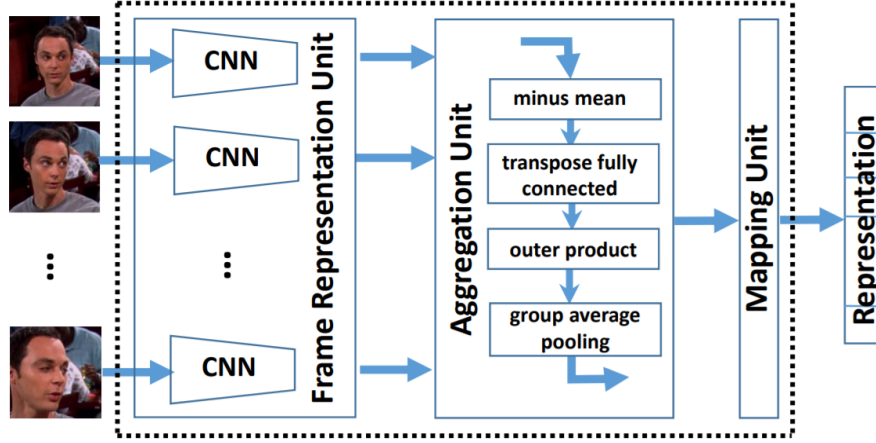 CNN
CNN
...
...
CNN
Frame Representation Unit
Aggregation Unit
minus mean
transpose fully
connected
outer product
group average
pooling
Mapping Unit
Representation